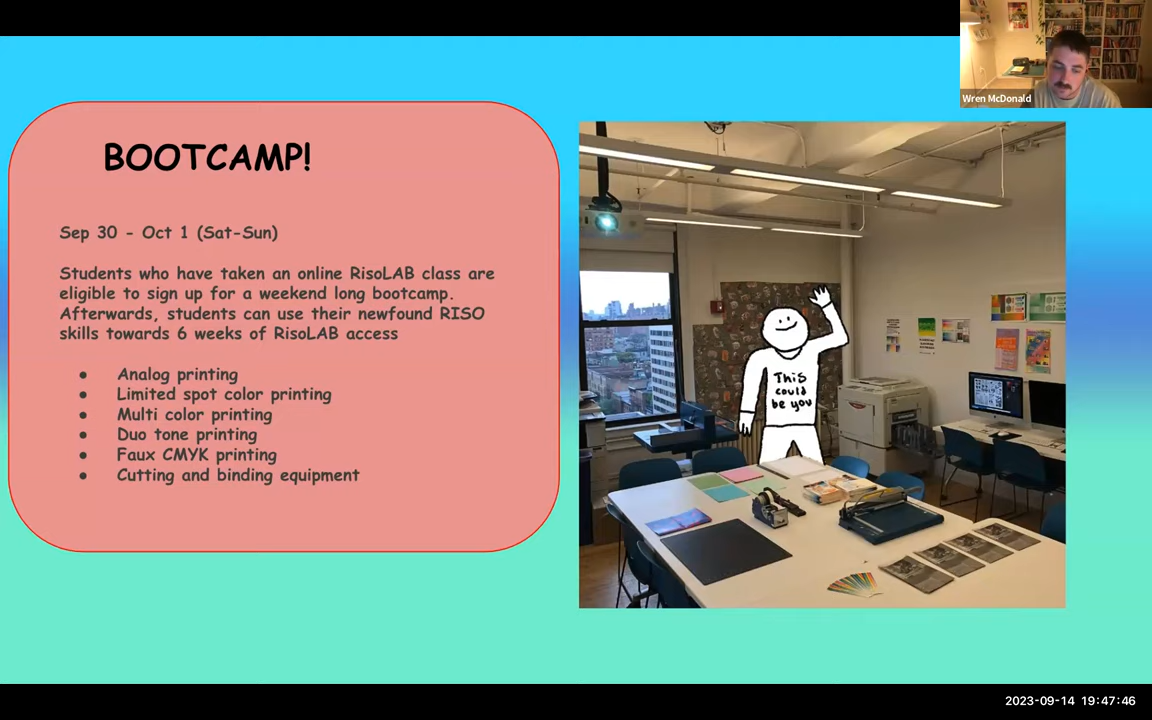 Wren McDonald
BOOTCAMP!
Sep 30 - Oct 1 (Sat-Sun)
Students who have taken an online RisoLAB class are
eligible to sign up for a weekend long bootcamp.
Afterwards, students can use their newfound RISO
skills towards 6 weeks of RisoLAB access
● Analog printing
● Limited spot color printing
● Multi color printing
● Duo tone printing
● Faux CMYK printing
● Cutting and binding equipment
This
could
be you
2023-09-14 19:47:46